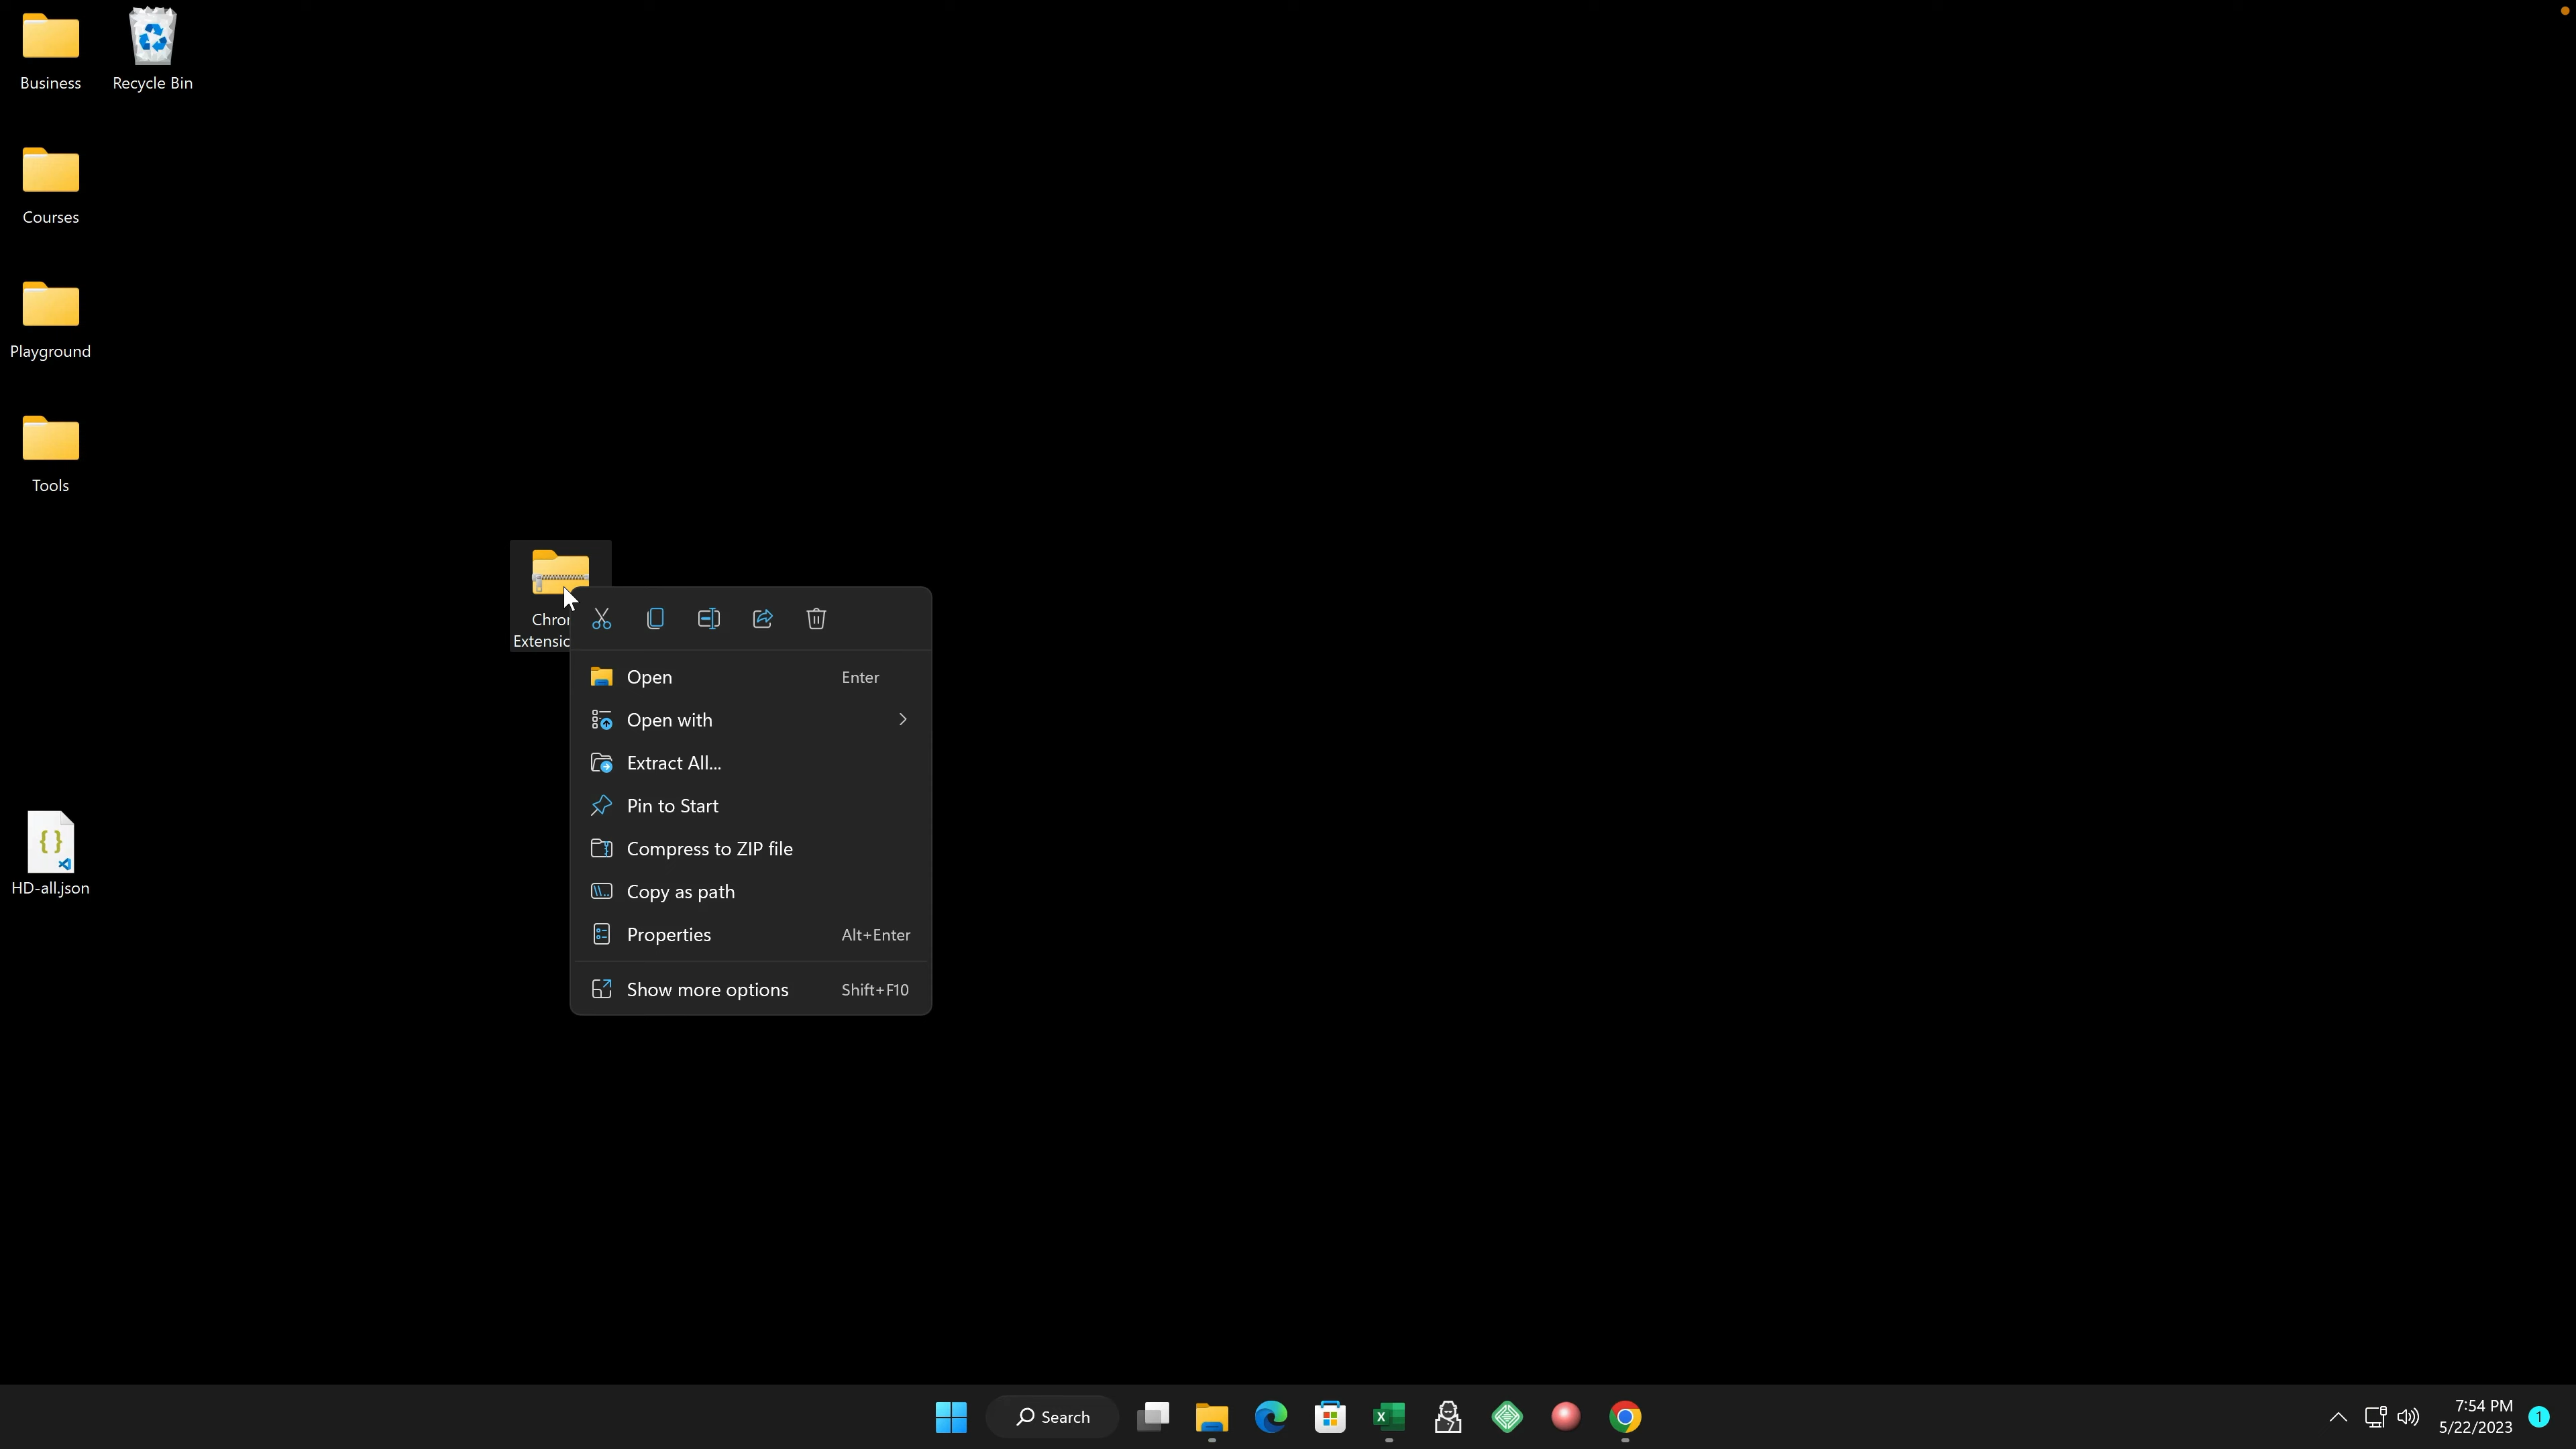 Business
Recycle Bin
Courses
Playground
Tools
HD-all.json
Open Enter
Open with
Extract All...
Pin to Start
Compress to ZIP file
Copy as path
Properties Alt+Enter
Show more options Shift+F10
Search
7:54 PM
5/22/2023
1